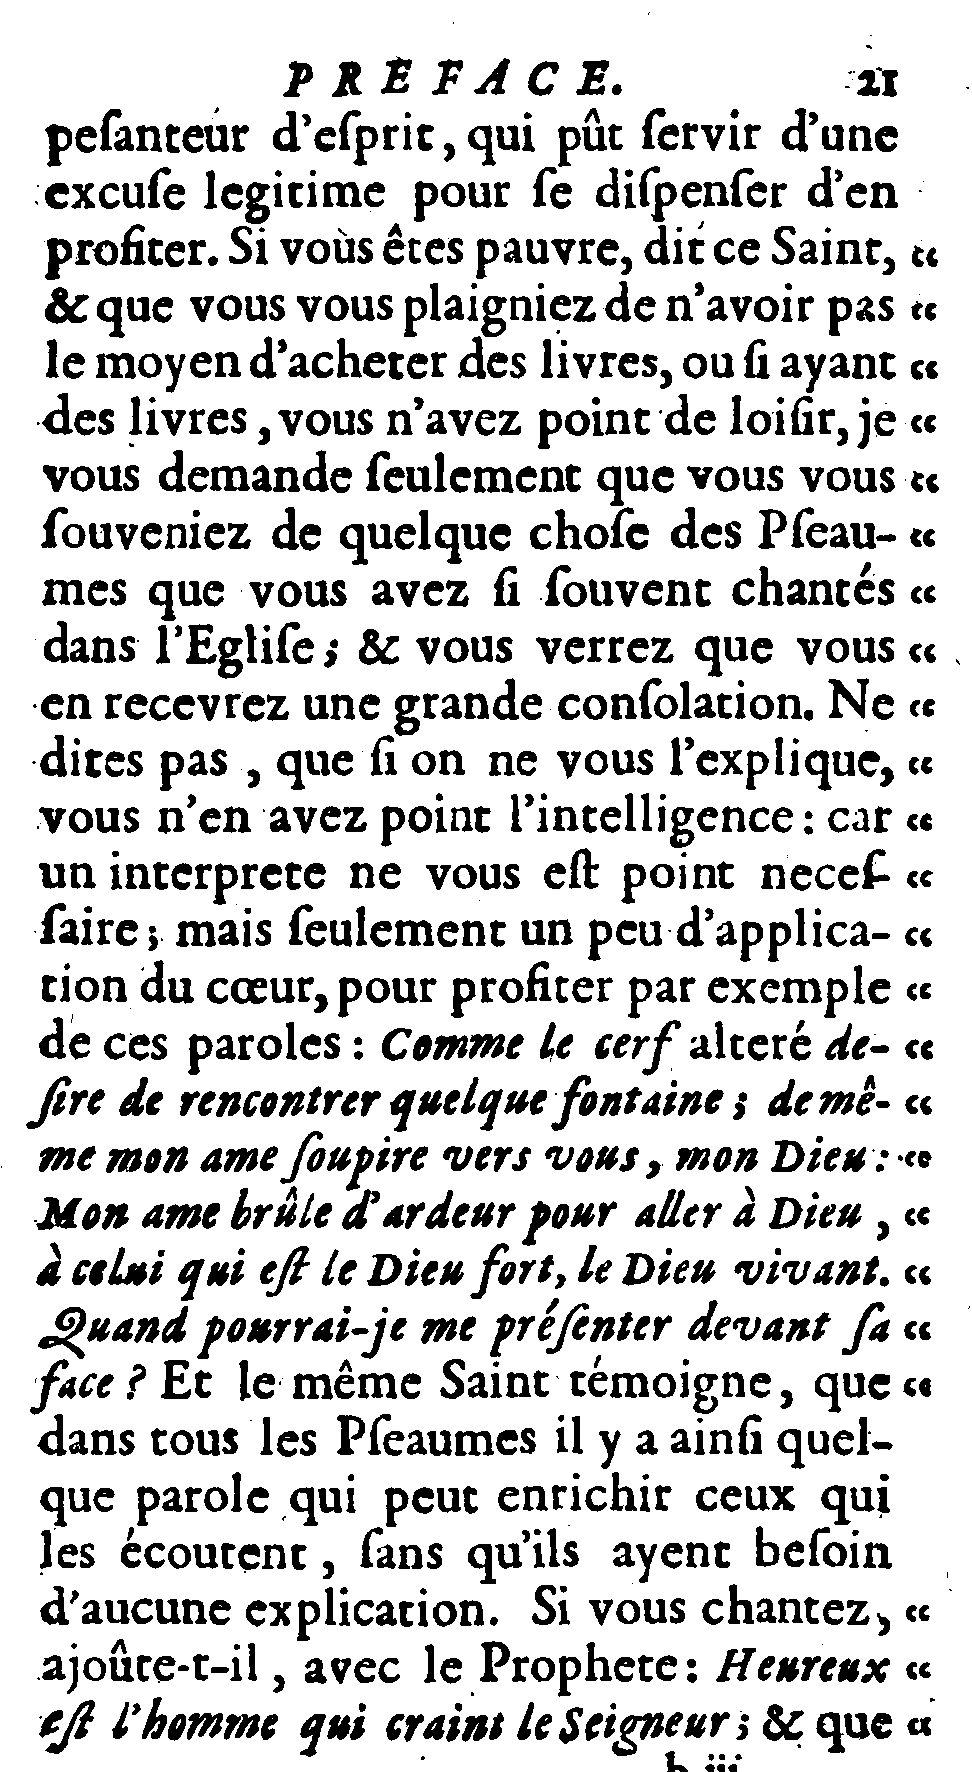 PREFACE. 21
peſanteur d'eſprit, qui pût ſervir d'une
excuſe legitime pour ſe diſpenſer d'en
profiter. Si vous êtes pauvre, dit ce Saint, “
& que vous vous plaigniez de n'avoir pas “
le moyen d'acheter des livres, ou ſi ayant “
des livres, vous n'avez point de loiſir, je “
vous demande ſeulement que vous vous “
ſouveniez de quelque choſe des Pſeau- “
mes que vous avez ſi ſouvent chantés “
dans l'Egliſe; & vous verrez que vous “
en recevrez une grande conſolation. Ne “
dites pas, que ſi on ne vous l'explique, “
vous n'en avez point l'intelligence: car “
un interprete ne vous eſt point neceſ- “
ſaire; mais ſeulement un peu d'applica- “
tion du cœur, pour profiter par exemple “
de ces paroles: Comme le cerf alteré de- “
ſire de rencontrer quelque fontaine; de mê- “
me mon ame ſoupire vers vous, mon Dieu: “
Mon ame brûle d'ardeur pour aller à Dieu, “
à celui qui eſt le Dieu fort, le Dieu vivant. “
Quand pourrai-je me préſenter devant ſa “
face? Et le même Saint témoigne, que “
dans tous les Pſeaumes il y a ainſi quel-
que parole qui peut enrichir ceux qui
les écoutent, ſans qu'ils ayent beſoin
d'aucune explication. Si vous chantez, “
ajoûte-t-il, avec le Prophete: Heureux “
eſt l'homme qui craint le Seigneur; & que “
b iii